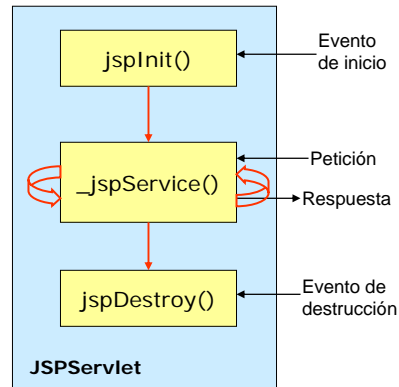 jspInit()
Evento
de inicio
_jspService()
Petición
Respuesta
jspDestroy()
Evento de
destrucción
JSPServlet